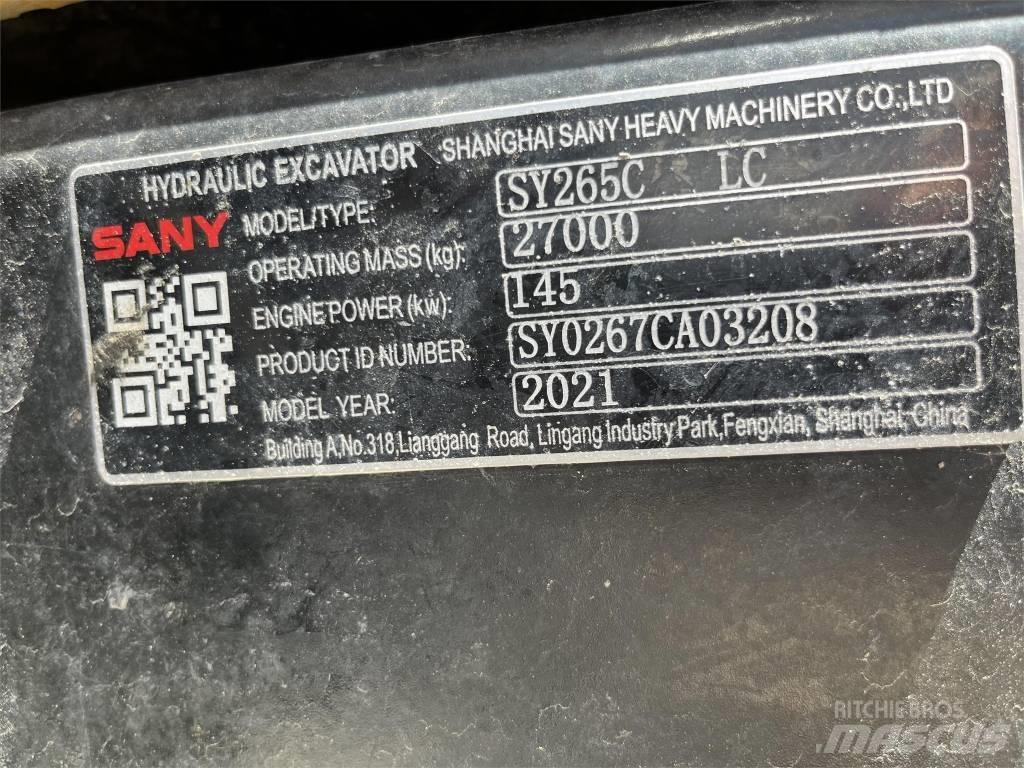 HYDRAULIC EXCAVATOR SHANGHAI SANY HEAVY MACHINERY CO.,LTD
SANY
MODEL/TYPE: SY265C LC
OPERATING MASS (kg): 27000
ENGINE POWER (kw): 145
PRODUCT ID NUMBER: SY0267CA03208
MODEL YEAR: 2021
Building A,No.318,Lianggang Road, Lingang Industry Park,Fengxian, Shanghai, China
RITCHIE BROS
MASCUS